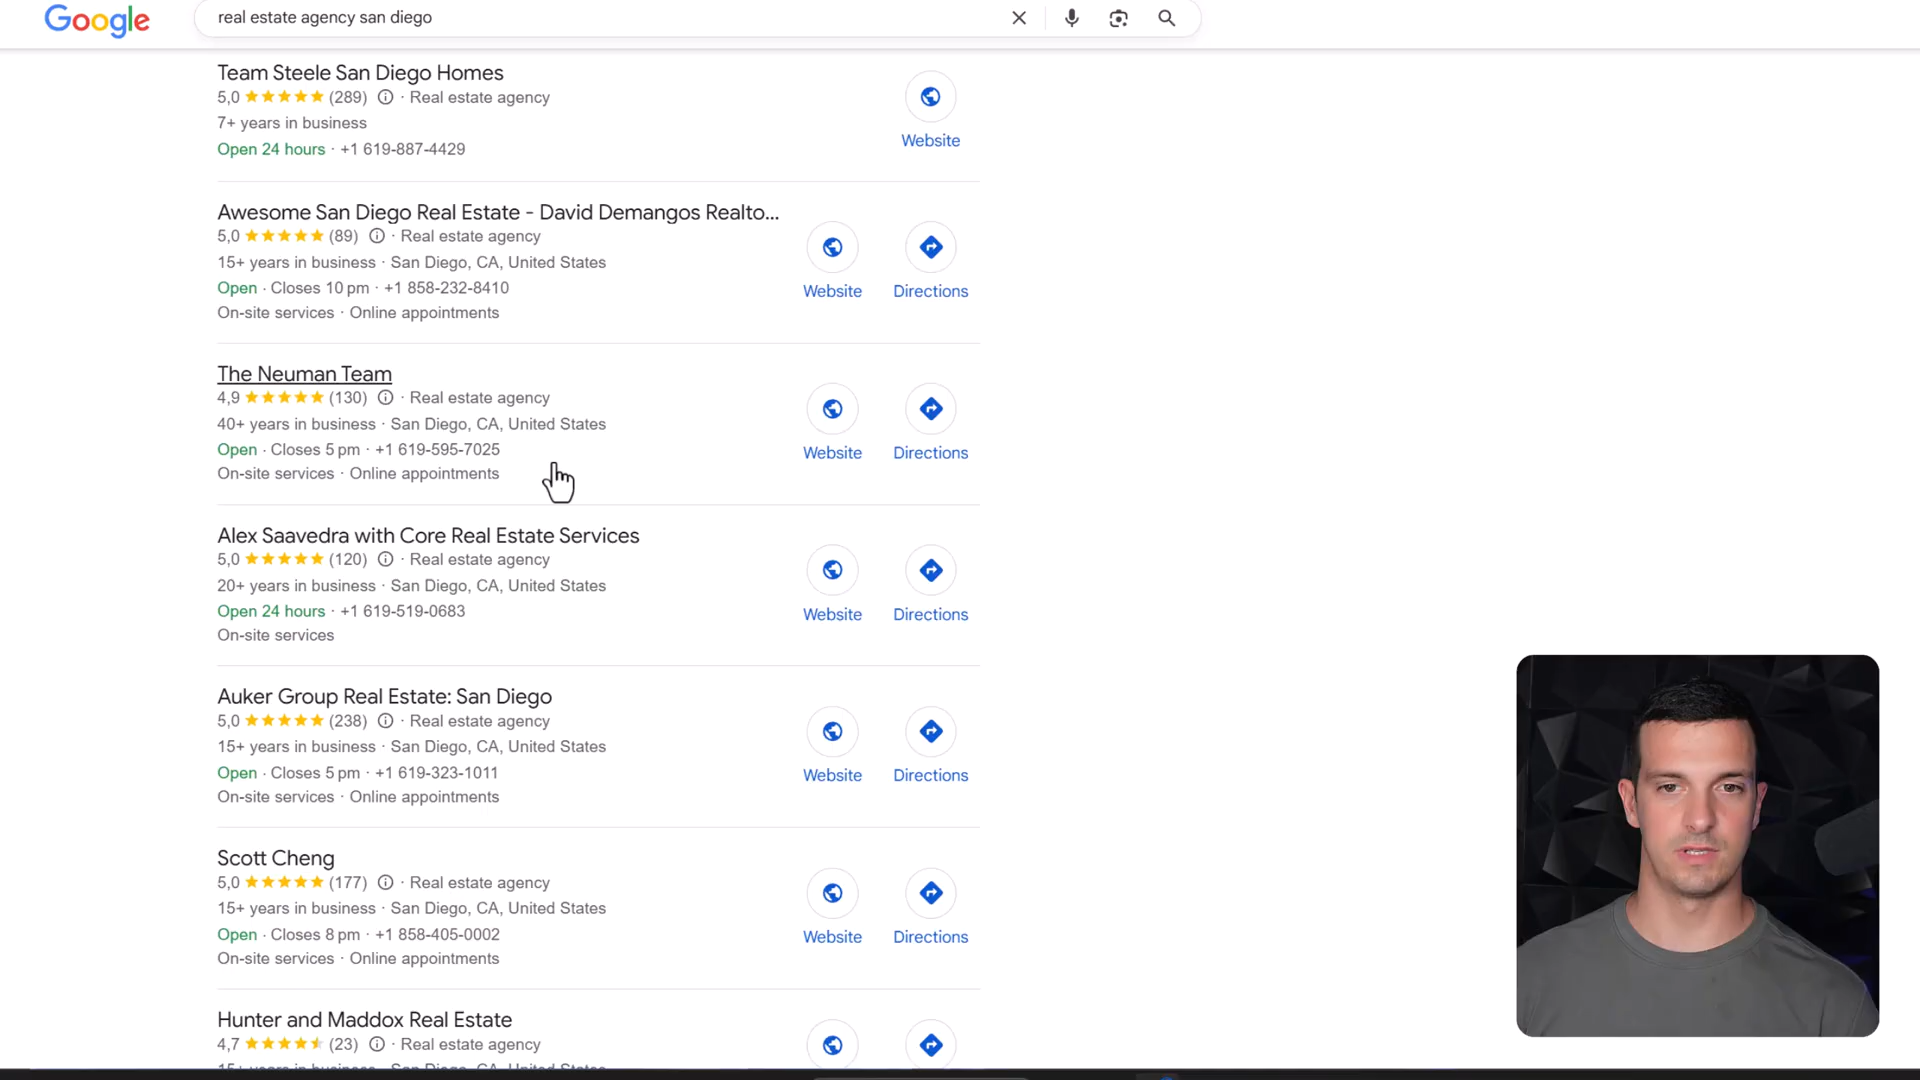 Google
real estate agency san diego
Team Steele San Diego Homes
5,0 (289) · Real estate agency
7+ years in business
Open 24 hours · +1 619-887-4429
Website
Awesome San Diego Real Estate - David Demangos Realto...
5,0 (89) · Real estate agency
15+ years in business · San Diego, CA, United States
Open · Closes 10 pm · +1 858-232-8410
On-site services · Online appointments
Website
Directions
The Neuman Team
4,9 (130) · Real estate agency
40+ years in business · San Diego, CA, United States
Open · Closes 5 pm · +1 619-595-7025
On-site services · Online appointments
Website
Directions
Alex Saavedra with Core Real Estate Services
5,0 (120) · Real estate agency
20+ years in business · San Diego, CA, United States
Open 24 hours · +1 619-519-0683
On-site services
Website
Directions
Auker Group Real Estate: San Diego
5,0 (238) · Real estate agency
15+ years in business · San Diego, CA, United States
Open · Closes 5 pm · +1 619-323-1011
On-site services · Online appointments
Website
Directions
Scott Cheng
5,0 (177) · Real estate agency
15+ years in business · San Diego, CA, United States
Open · Closes 8 pm · +1 858-405-0002
On-site services · Online appointments
Website
Directions
Hunter and Maddox Real Estate
4,7 (23) · Real estate agency
15+ years in business · San Diego, CA, United States